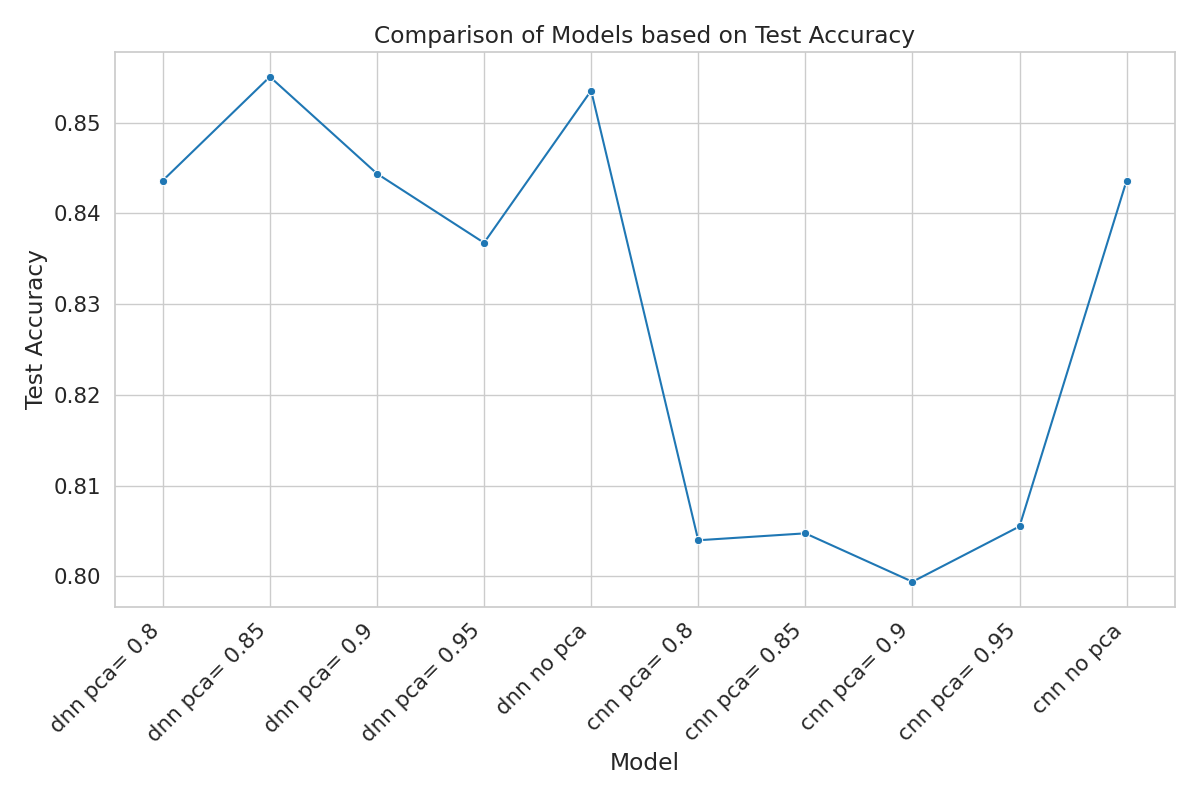 Comparison of Models based on Test Accuracy
Test Accuracy
0.85
0.84
0.83
0.82
0.81
0.80
dnn pca= 0.8
dnn pca= 0.85
dnn pca= 0.9
dnn pca= 0.95
dnn no pca
cnn pca= 0.8
cnn pca= 0.85
cnn pca= 0.9
cnn pca= 0.95
cnn no pca
Model